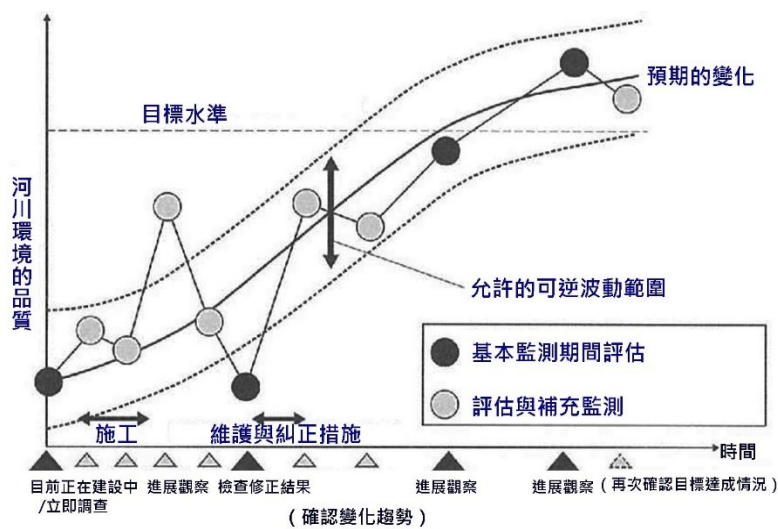 預期的變化
目標水準
河川環境的品質
允許的可逆波動範圍
基本監測期間評估
評估與補充監測
施工
維護與糾正措施
時間
目前正在建設中
/立即調查
進展觀察
檢查修正結果
進展觀察
進展觀察
(再次確認目標達成情況)
(確認變化趨勢)